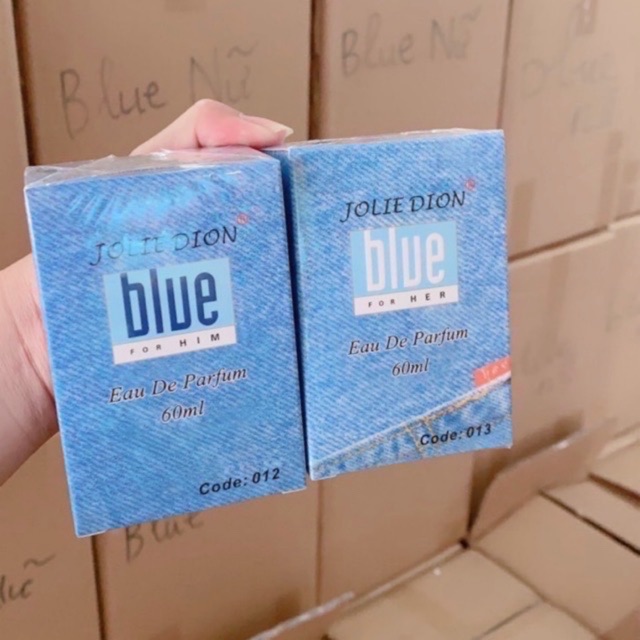 Blue Nữ
Blue Nữ
JOLIE DION®
blue
FOR HIM
Eau De Parfum
60ml
Code: 012
JOLIE DION®
blue
FOR HER
Eau De Parfum
60ml
Code: 013
Blue